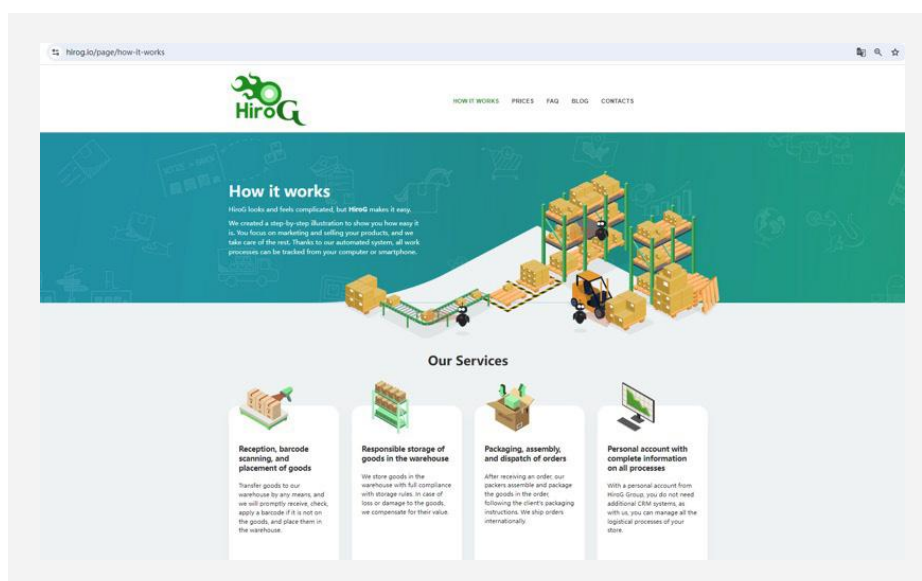 hirog.io/page/how-it-works
HiroG
HOW IT WORKS PRICES FAQ BLOG CONTACTS
How it works
HiroG looks and feels complicated, but HiroG makes it easy.
We created a step-by-step illustration to show you how easy it
is. You focus on marketing and selling your products, and we
take care of the rest. Thanks to our automated system, all work
processes can be tracked from your computer or smartphone.
Our Services
Reception, barcode
scanning, and
placement of goods
Transfer goods to our
warehouse by any means, and
we will promptly receive, check,
apply a barcode if it is not on
the goods, and place them in
the warehouse.
Responsible storage of
goods in the warehouse
We store goods in the
warehouse with full compliance
with storage rules. In case of
loss or damage to the goods,
we compensate for their value.
Packaging, assembly,
and dispatch of orders
After receiving an order, our
packers assemble and package
the goods in the order,
following the client's packaging
instructions. We ship orders
internationally.
Personal account with
complete information
on all processes
With a personal account from
HiroG Group, you do not need
additional CRM systems, as
with us, you can manage all the
logistical processes of your
store.